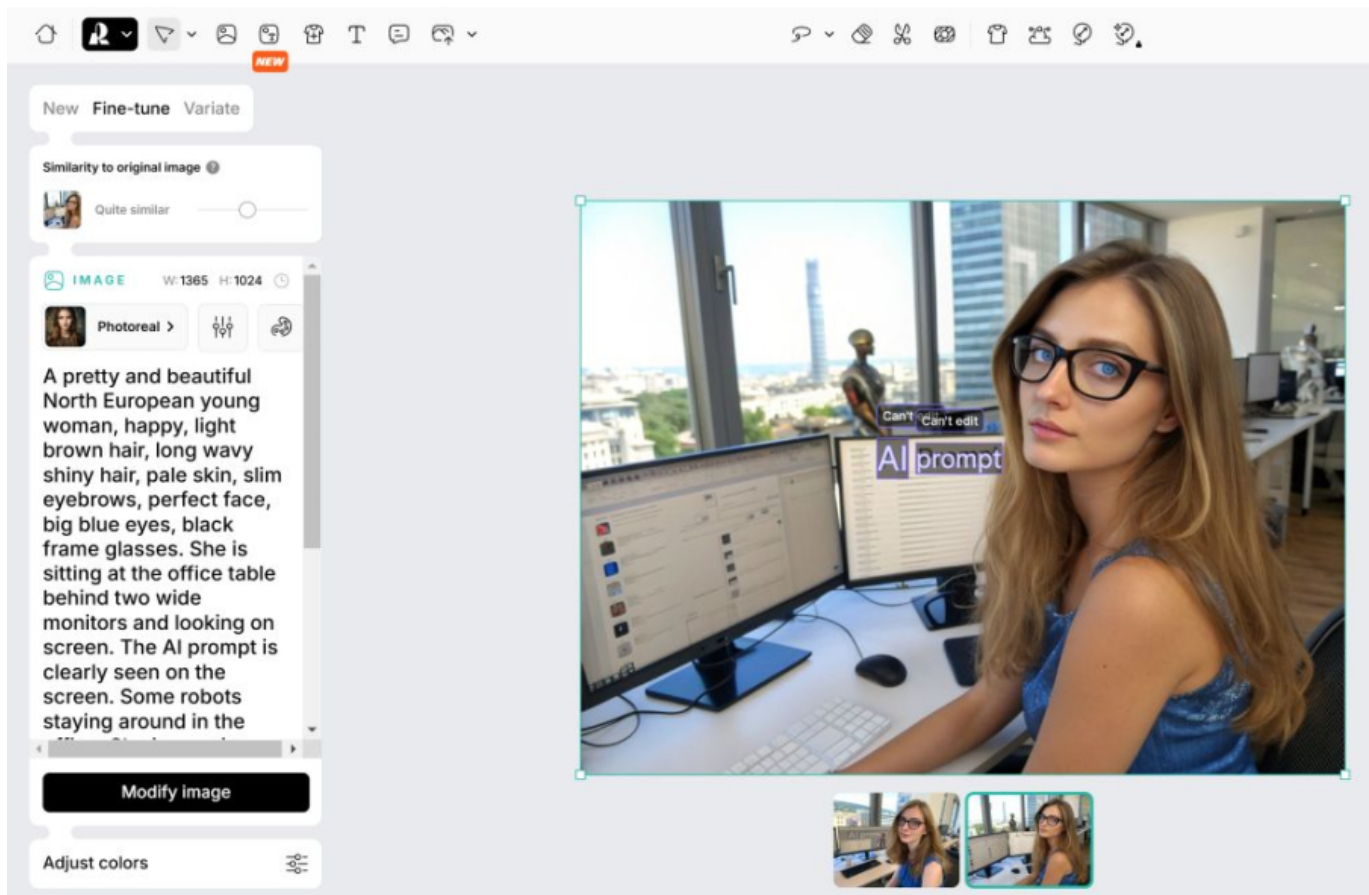 NEW
New Fine-tune Variate
Similarity to original image ?
Quite similar
IMAGE W:1365 H:1024
Photoreal >
A pretty and beautiful
North European young
woman, happy, light
brown hair, long wavy
shiny hair, pale skin, slim
eyebrows, perfect face,
big blue eyes, black
frame glasses. She is
sitting at the office table
behind two wide
monitors and looking on
screen. The AI prompt is
clearly seen on the
screen. Some robots
staying around in the
Modify image
Adjust colors
Can't
Can't edit
AI prompt
AI